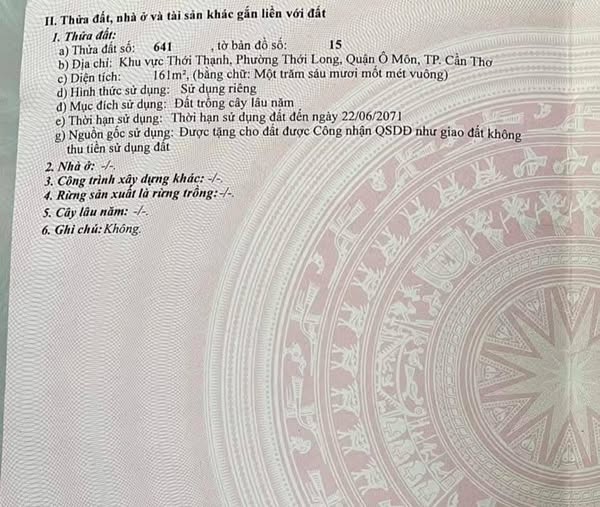 II. Thửa đất, nhà ở và tài sản khác gắn liền với đất
1. Thửa đất:
a) Thửa đất số: 641 , tờ bản đồ số: 15
b) Địa chỉ: Khu vực Thới Thạnh, Phường Thới Long, Quận Ô Môn, TP. Cần Thơ
c) Diện tích: 161m², (bằng chữ: Một trăm sáu mươi mốt mét vuông)
d) Hình thức sử dụng: Sử dụng riêng
đ) Mục đích sử dụng: Đất trồng cây lâu năm
e) Thời hạn sử dụng: Thời hạn sử dụng đất đến ngày 22/06/2071
g) Nguồn gốc sử dụng: Được tặng cho đất được Công nhận QSDĐ như giao đất không
thu tiền sử dụng đất
2. Nhà ở: -/-.
3. Công trình xây dựng khác: -/-.
4. Rừng sản xuất là rừng trồng: -/-.
5. Cây lâu năm: -/-.
6. Ghi chú: Không.